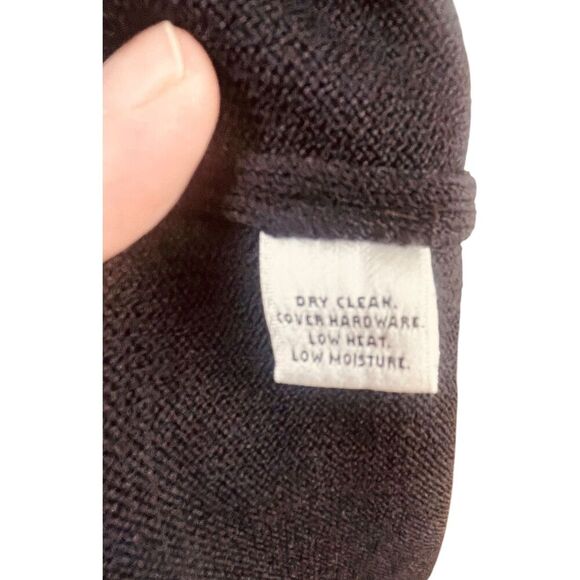 DRY CLEAN.
COVER HARDWARE.
LOW HEAT.
LOW MOISTURE.